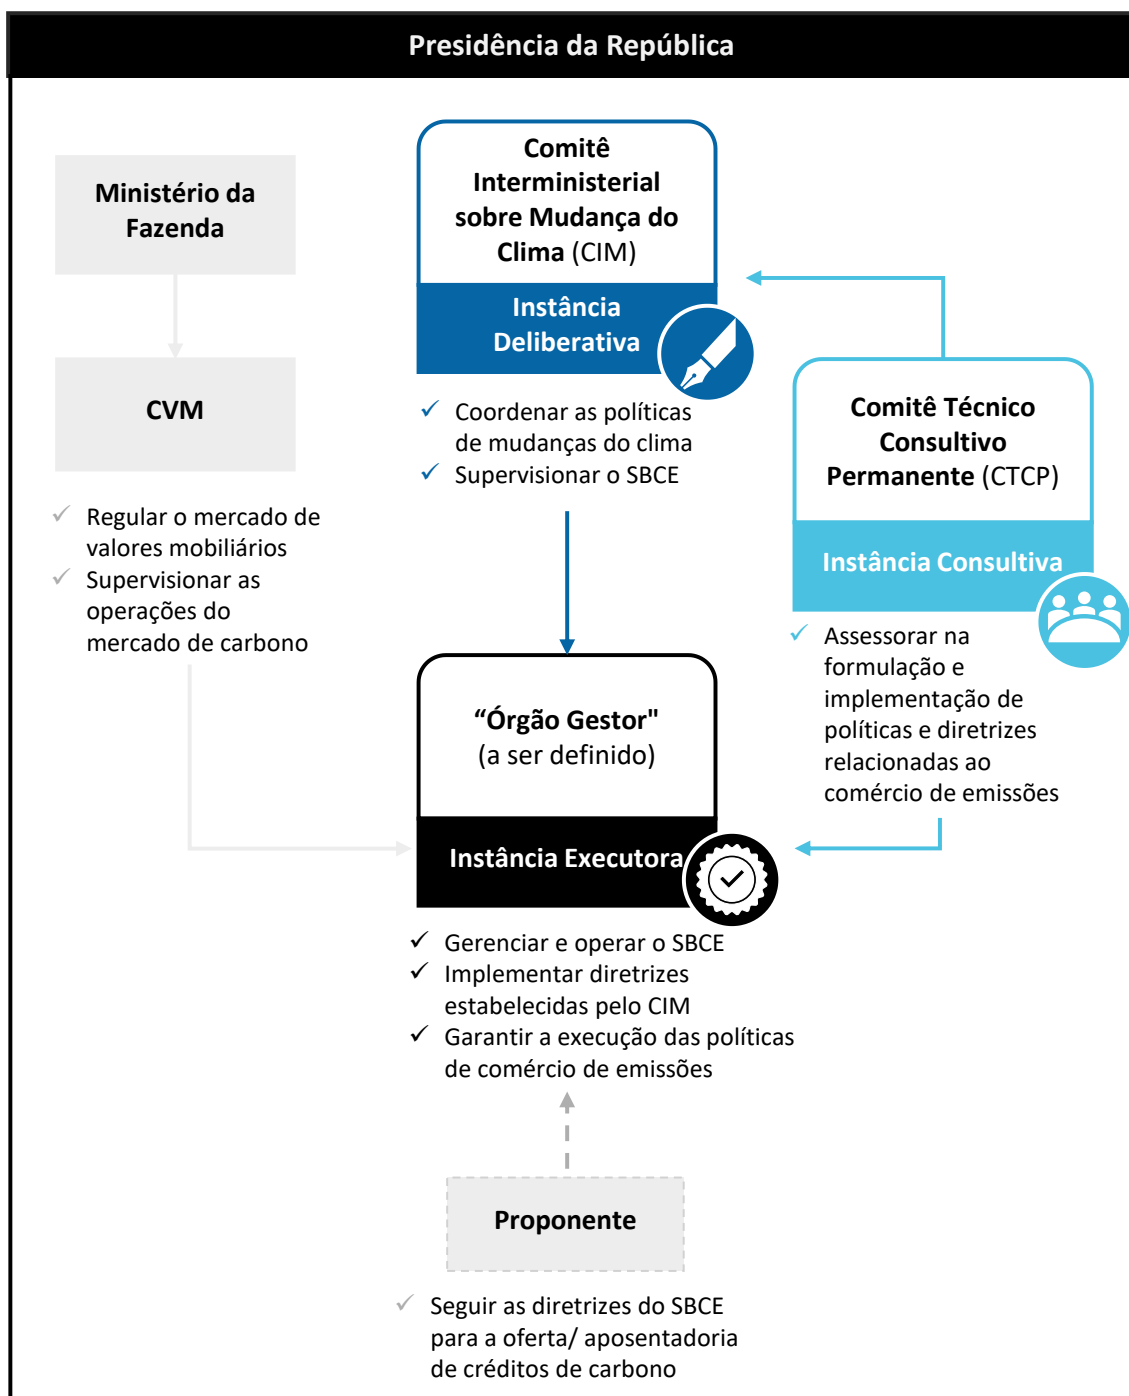 Presidência da República
Ministério da
Fazenda
CVM
Regular o mercado de
valores mobiliários
Supervisionar as
operações do
mercado de carbono
Comitê
Interministerial
sobre Mudança do
Clima (CIM)
Instância
Deliberativa
Coordenar as políticas
de mudanças do clima
Supervisionar o SBCE
Comitê Técnico
Consultivo
Permanente (CTCP)
Instância Consultiva
Assessorar na
formulação e
implementação de
políticas e diretrizes
relacionadas ao
comércio de emissões
“Órgão Gestor"
(a ser definido)
Instância Executora
Gerenciar e operar o SBCE
Implementar diretrizes
estabelecidas pelo CIM
Garantir a execução das políticas
de comércio de emissões
Proponente
Seguir as diretrizes do SBCE
para a oferta/ aposentadoria
de créditos de carbono